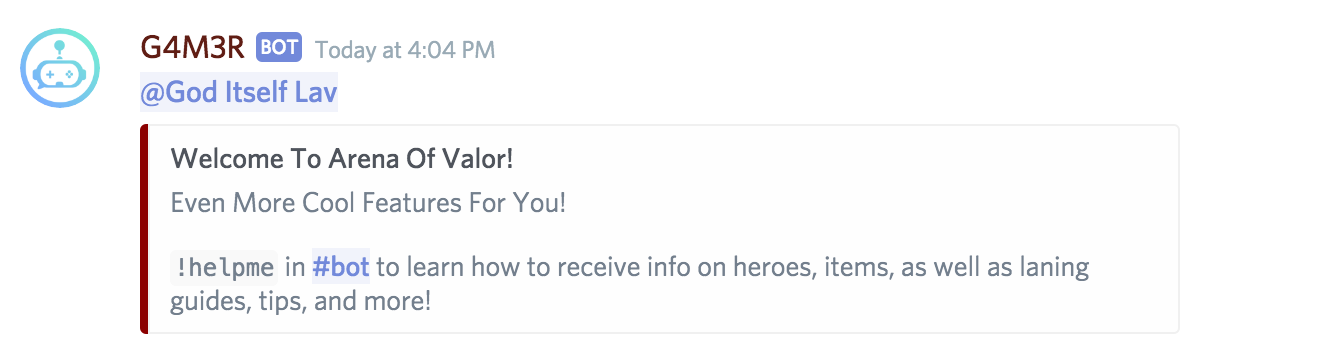 G4M3R BOT Today at 4:04 PM
@God Itself Lav
Welcome To Arena Of Valor!
Even More Cool Features For You!
!helpme in #bot to learn how to receive info on heroes, items, as well as laning
guides, tips, and more!